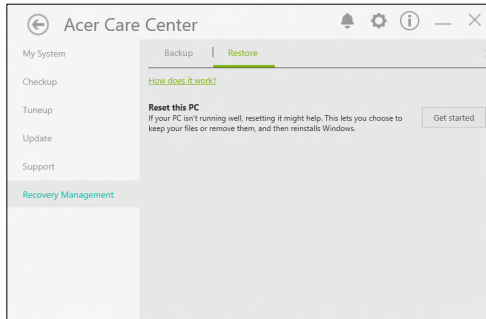 Acer Care Center
My System
Checkup
Tuneup
Update
Support
Recovery Management
Backup | Restore
How does it work?
Reset this PC
If your PC isn't running well, resetting it might help. This lets you choose to
keep your files or remove them, and then reinstalls Windows.
Get started